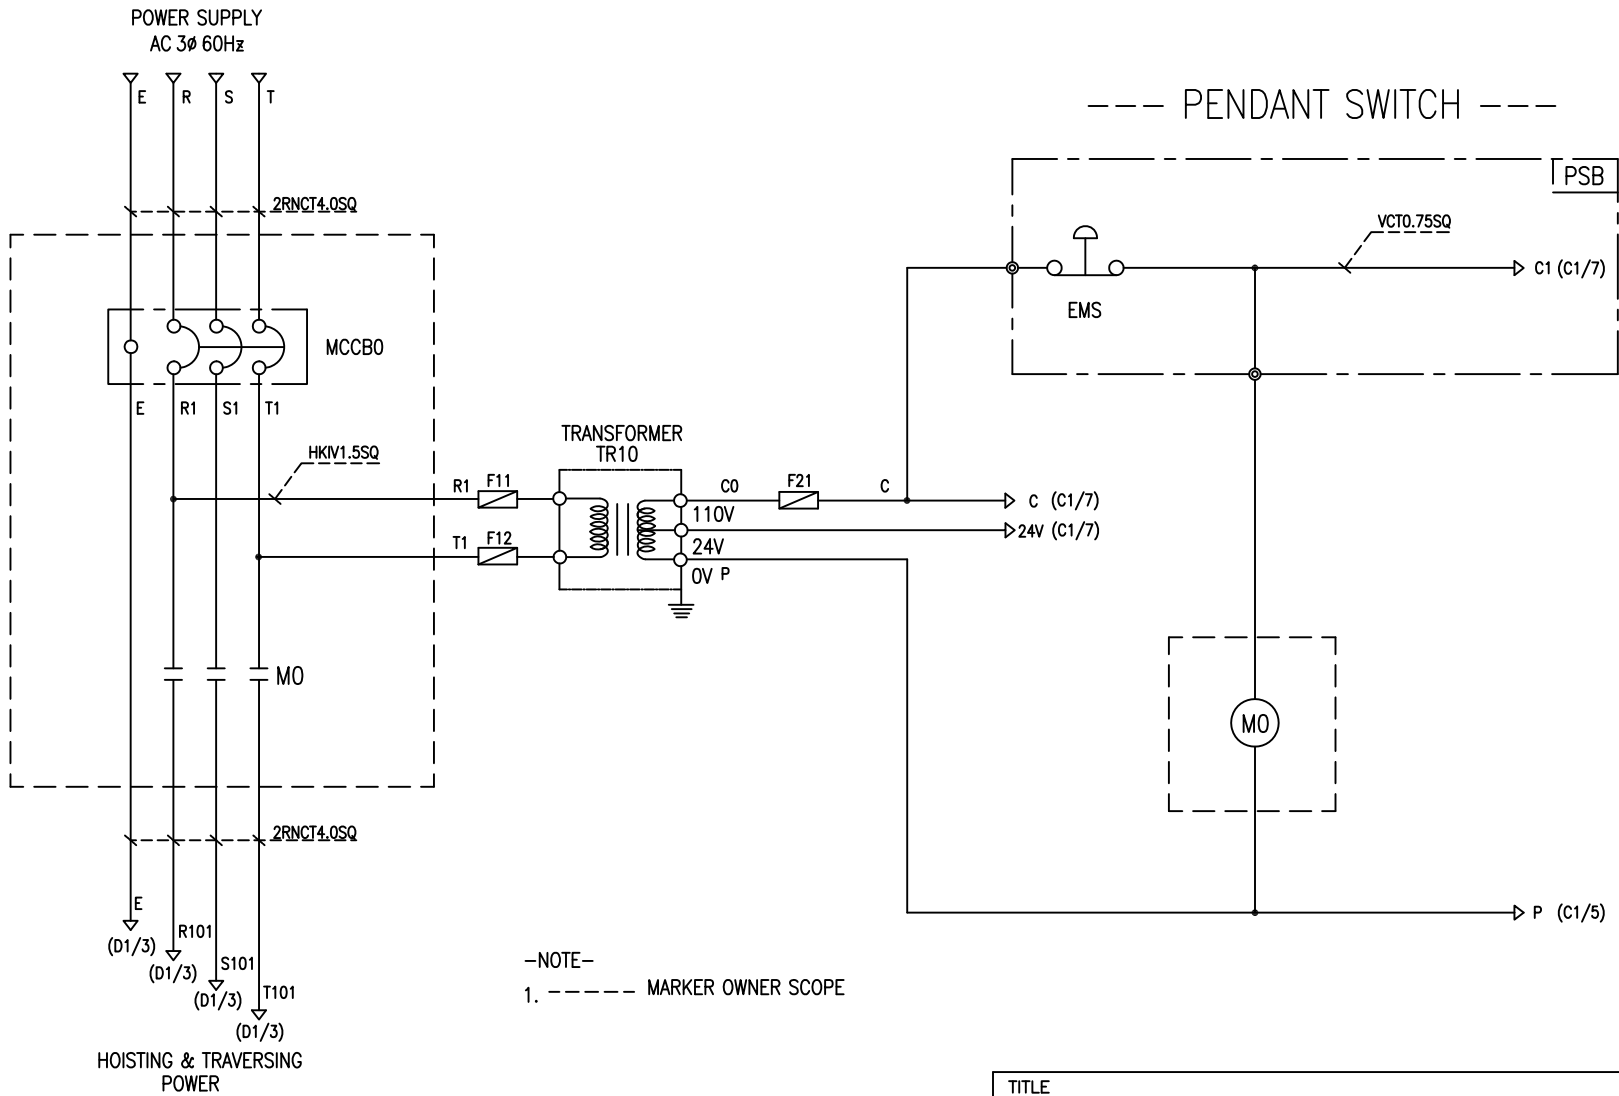 POWER SUPPLY
AC 3ø 60Hz
E R S T
--- PENDANT SWITCH ---
PSB
2RNCT4.0SQ
VCT0.75SQ
C1 (C1/7)
EMS
MCCB0
E R1 S1 T1
HKIV1.5SQ
TRANSFORMER
TR10
R1 F11
C0 F21 C
C (C1/7)
110V
24V (C1/7)
T1 F12
24V
0V P
M0
M0
2RNCT4.0SQ
E
(D1/3)
R101
(D1/3)
S101
(D1/3)
T101
(D1/3)
P (C1/5)
HOISTING & TRAVERSING
POWER
-NOTE-
1. ------ MARKER OWNER SCOPE
TITLE